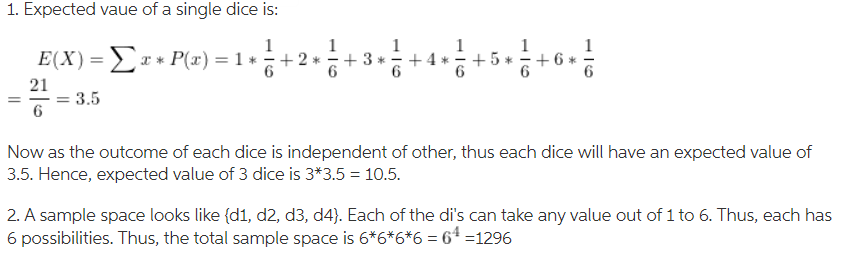 1. Expected vaue of a single dice is:
E(X) = ∑ x * P(x) = 1 * 1/6 + 2 * 1/6 + 3 * 1/6 + 4 * 1/6 + 5 * 1/6 + 6 * 1/6
= 21/6 = 3.5
Now as the outcome of each dice is independent of other, thus each dice will have an expected value of
3.5. Hence, expected value of 3 dice is 3*3.5 = 10.5.
2. A sample space looks like {d1, d2, d3, d4}. Each of the di's can take any value out of 1 to 6. Thus, each has
6 possibilities. Thus, the total sample space is 6*6*6*6 = 6⁴ =1296